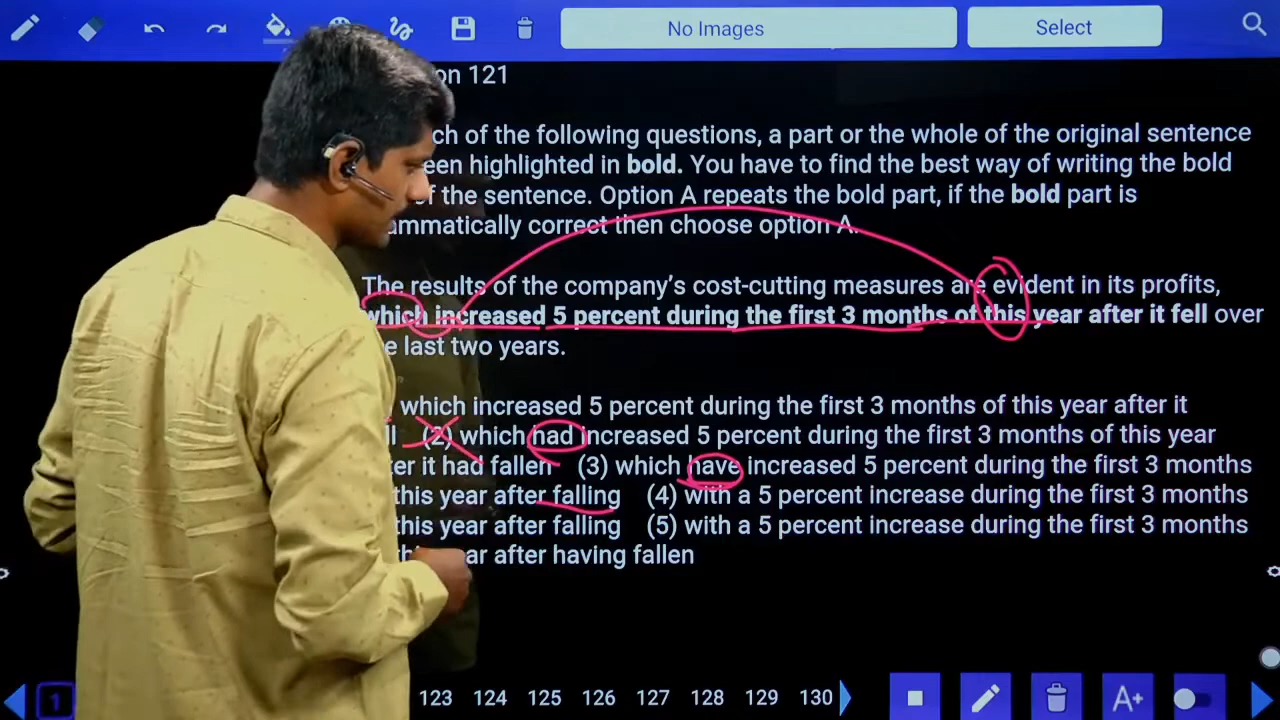 No Images
Select
on 121
ch of the following questions, a part or the whole of the original sentence
een highlighted in bold. You have to find the best way of writing the bold
f the sentence. Option A repeats the bold part, if the bold part is
ammatically correct then choose option A.
The results of the company's cost-cutting measures are evident in its profits,
which increased 5 percent during the first 3 months of this year after it fell over
e last two years.
which increased 5 percent during the first 3 months of this year after it
ll (2) which had increased 5 percent during the first 3 months of this year
ter it had fallen (3) which have increased 5 percent during the first 3 months
this year after falling (4) with a 5 percent increase during the first 3 months
this year after falling (5) with a 5 percent increase during the first 3 months
ar after having fallen
1 123 124 125 126 127 128 129 130 A+